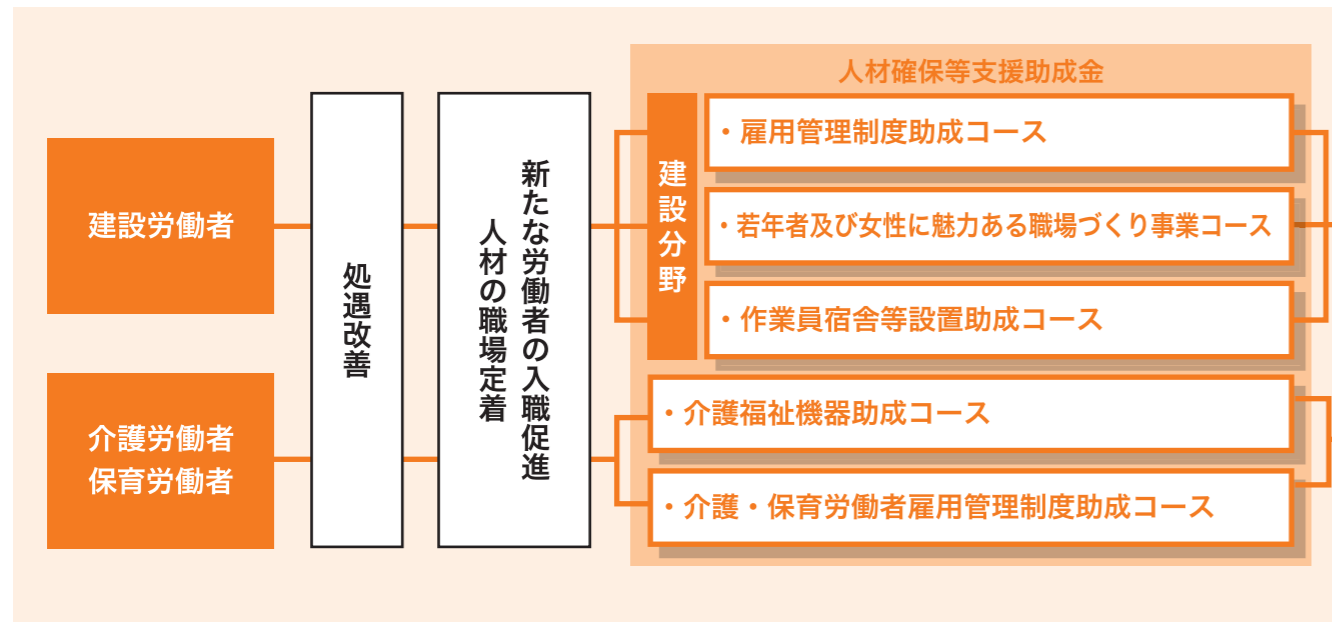 建設労働者
介護労働者
保育労働者
処遇改善
新たな労働者の入職促進
人材の職場定着
人材確保等支援助成金
建設分野
・雇用管理制度助成コース
・若年者及び女性に魅力ある職場づくり事業コース
・作業員宿舎等設置助成コース
・介護福祉機器助成コース
・介護・保育労働者雇用管理制度助成コース